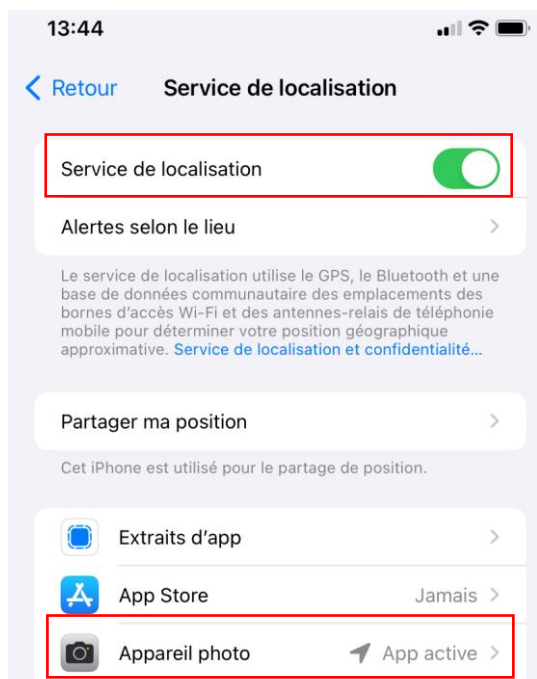 13:44
Retour Service de localisation
Service de localisation
Alertes selon le lieu
Le service de localisation utilise le GPS, le Bluetooth et une
base de données communautaire des emplacements des
bornes d'accès Wi-Fi et des antennes-relais de téléphonie
mobile pour déterminer votre position géographique
approximative. Service de localisation et confidentialité...
Partager ma position
Cet iPhone est utilisé pour le partage de position.
Extraits d'app
App Store Jamais
Appareil photo App active